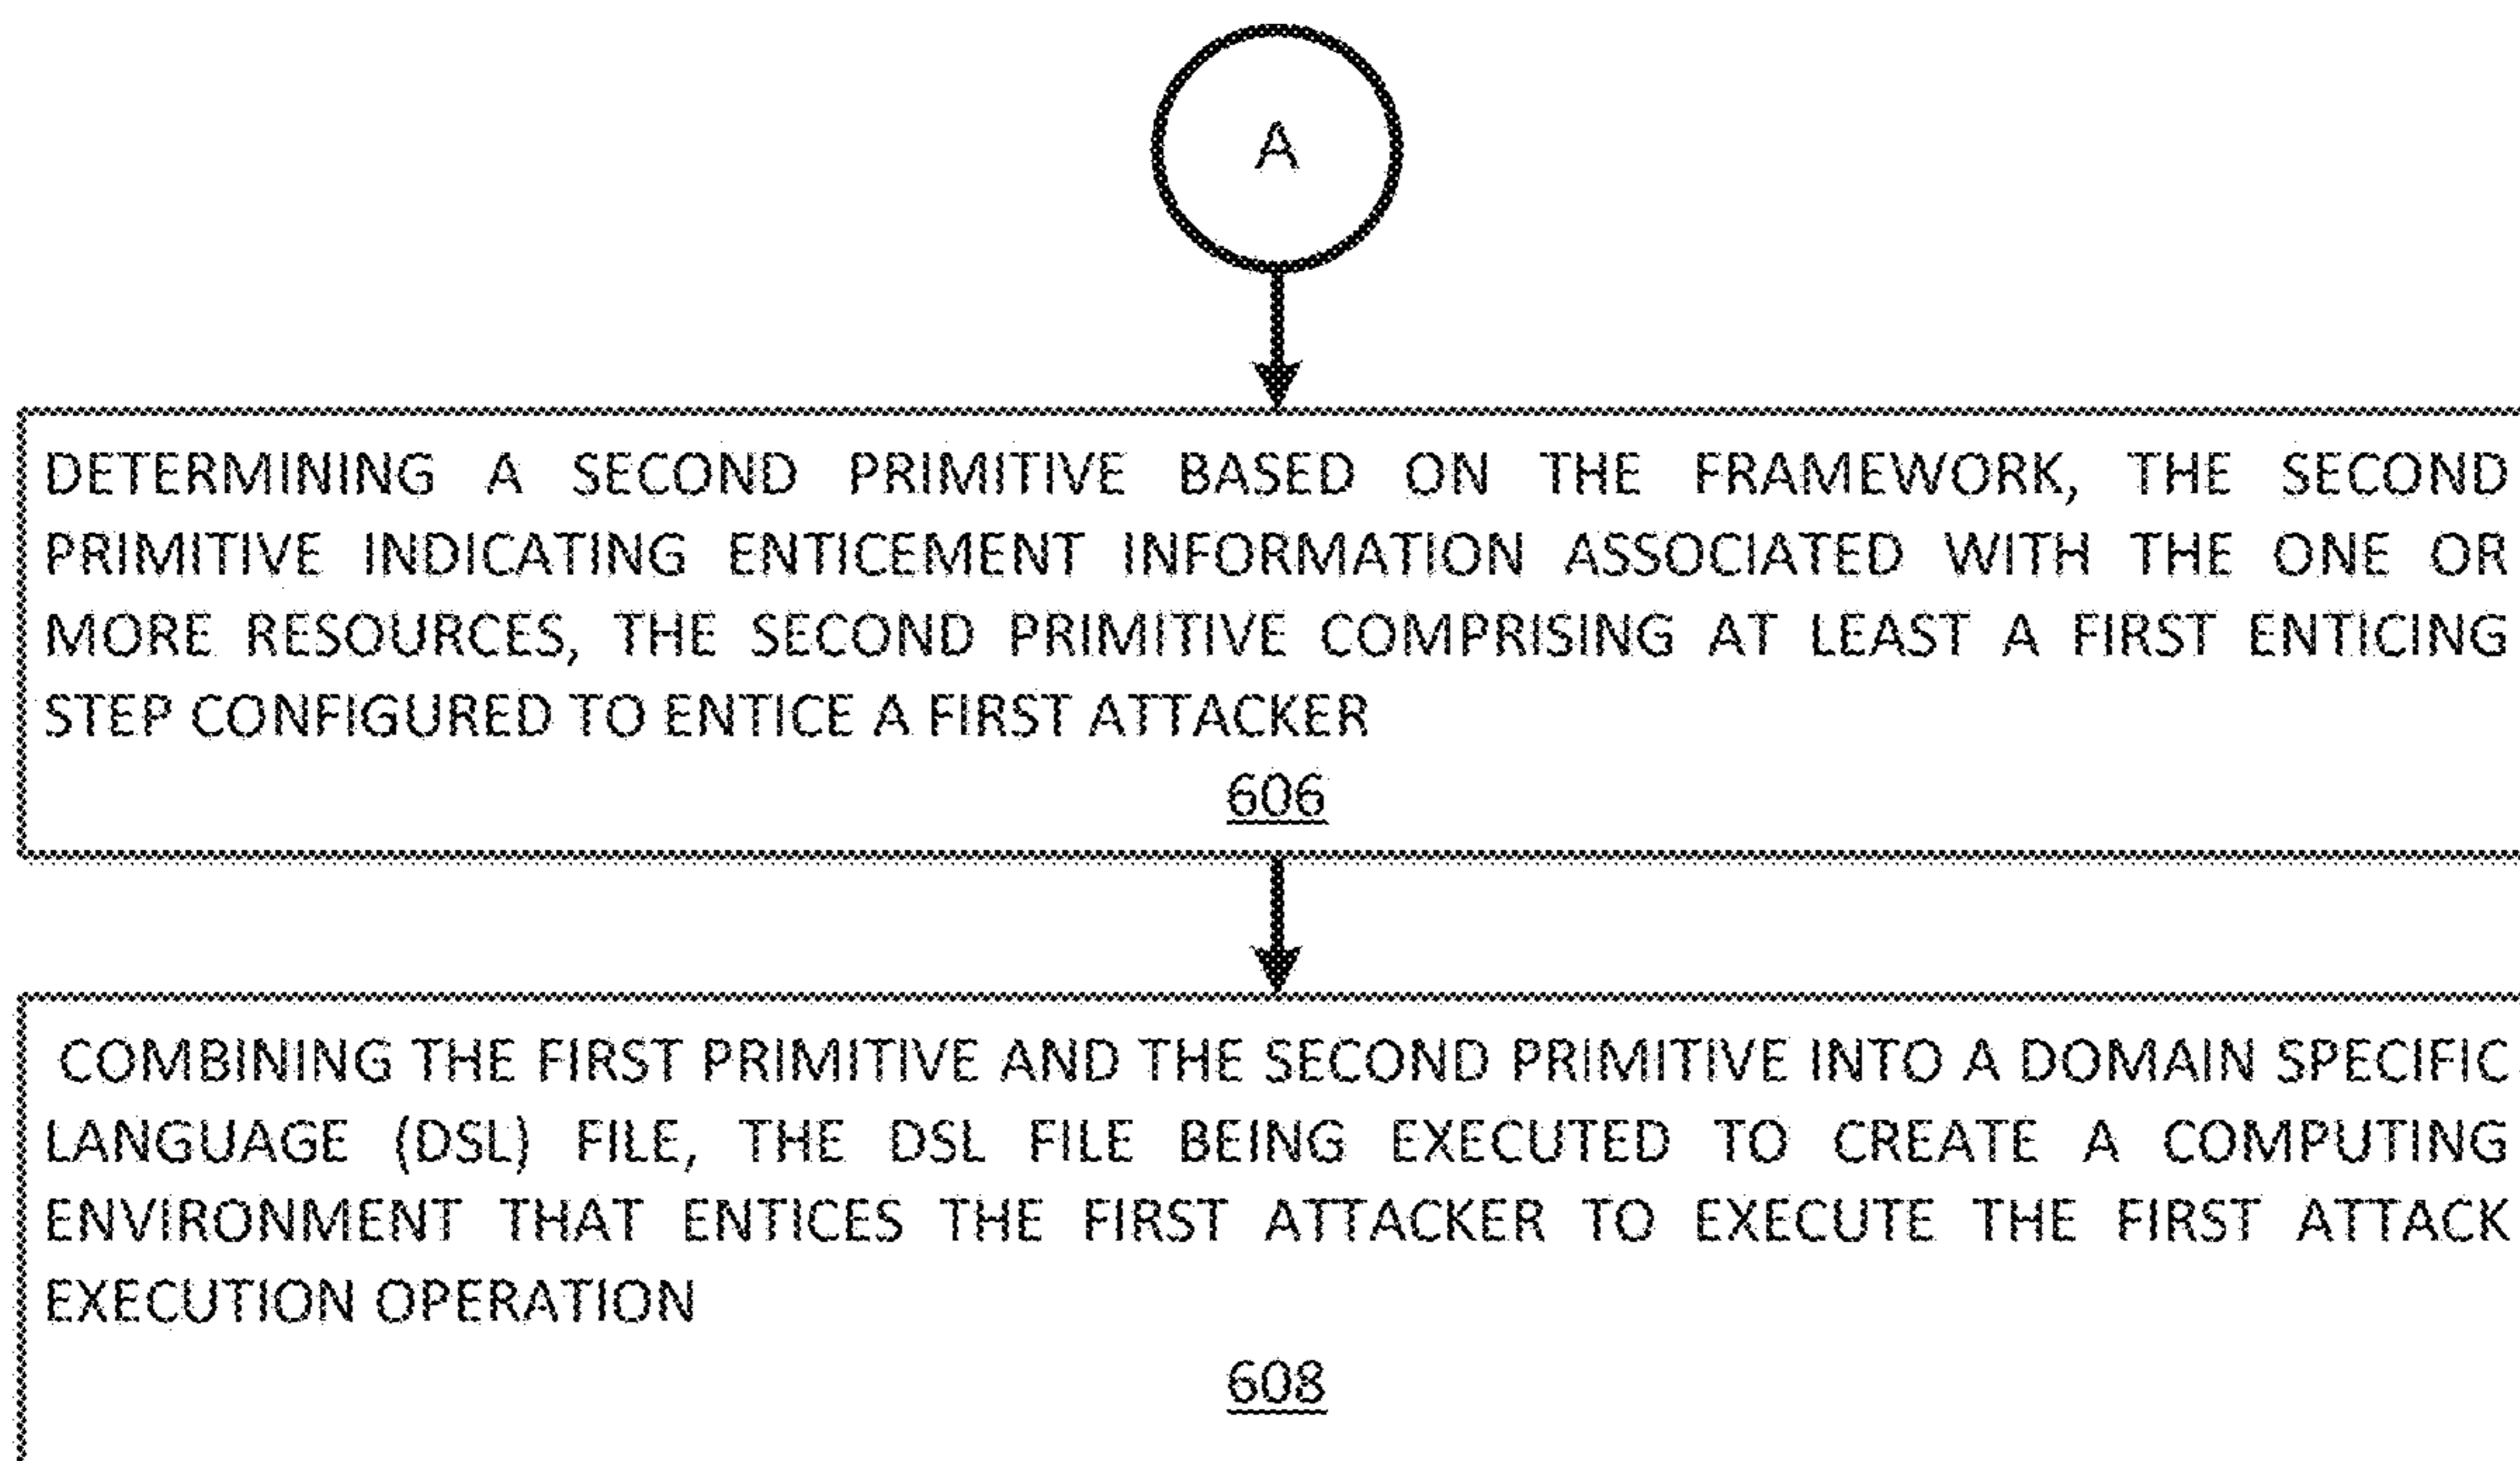 A
DETERMINING A SECOND PRIMITIVE BASED ON THE FRAMEWORK, THE SECOND
PRIMITIVE INDICATING ENTICEMENT INFORMATION ASSOCIATED WITH THE ONE OR
MORE RESOURCES, THE SECOND PRIMITIVE COMPRISING AT LEAST A FIRST ENTICING
STEP CONFIGURED TO ENTICE A FIRST ATTACKER
606
COMBINING THE FIRST PRIMITIVE AND THE SECOND PRIMITIVE INTO A DOMAIN SPECIFIC
LANGUAGE (DSL) FILE, THE DSL FILE BEING EXECUTED TO CREATE A COMPUTING
ENVIRONMENT THAT ENTICES THE FIRST ATTACKER TO EXECUTE THE FIRST ATTACK
EXECUTION OPERATION
608